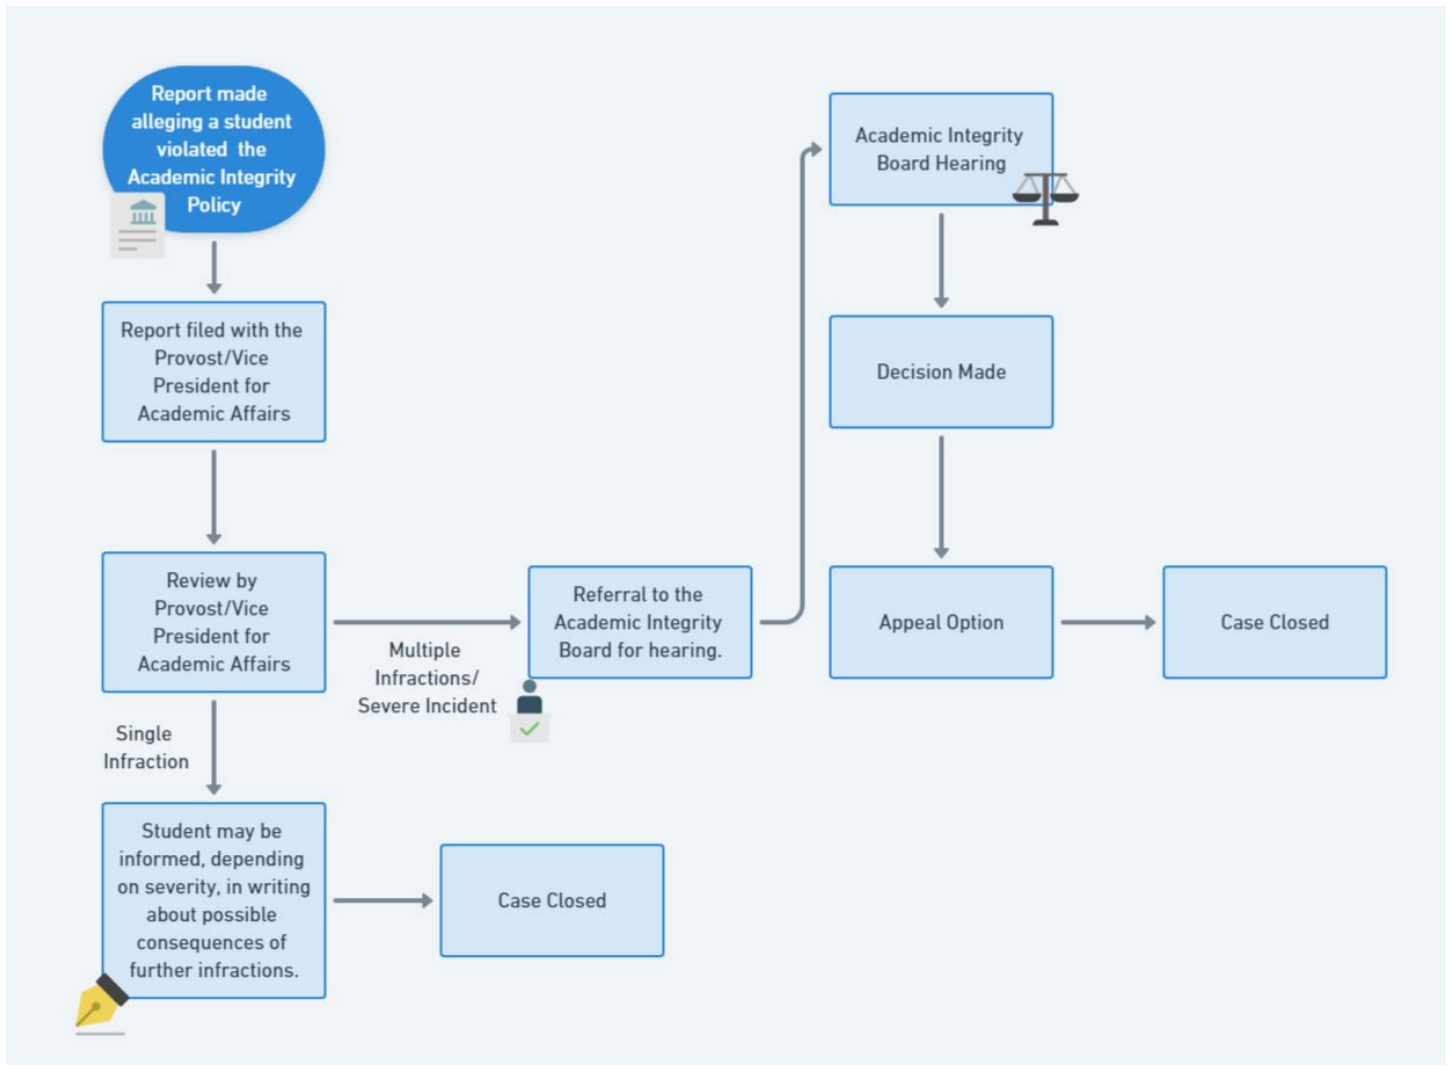 Report made
alleging a student
violated the
Academic Integrity
Policy
Report filed with the
Provost/Vice
President for
Academic Affairs
Review by
Provost/Vice
President for
Academic Affairs
Multiple
Infractions/
Severe Incident
Single
Infraction
Student may be
informed, depending
on severity, in writing
about possible
consequences of
further infractions.
Case Closed
Referral to the
Academic Integrity
Board for hearing.
Academic Integrity
Board Hearing
Decision Made
Appeal Option
Case Closed